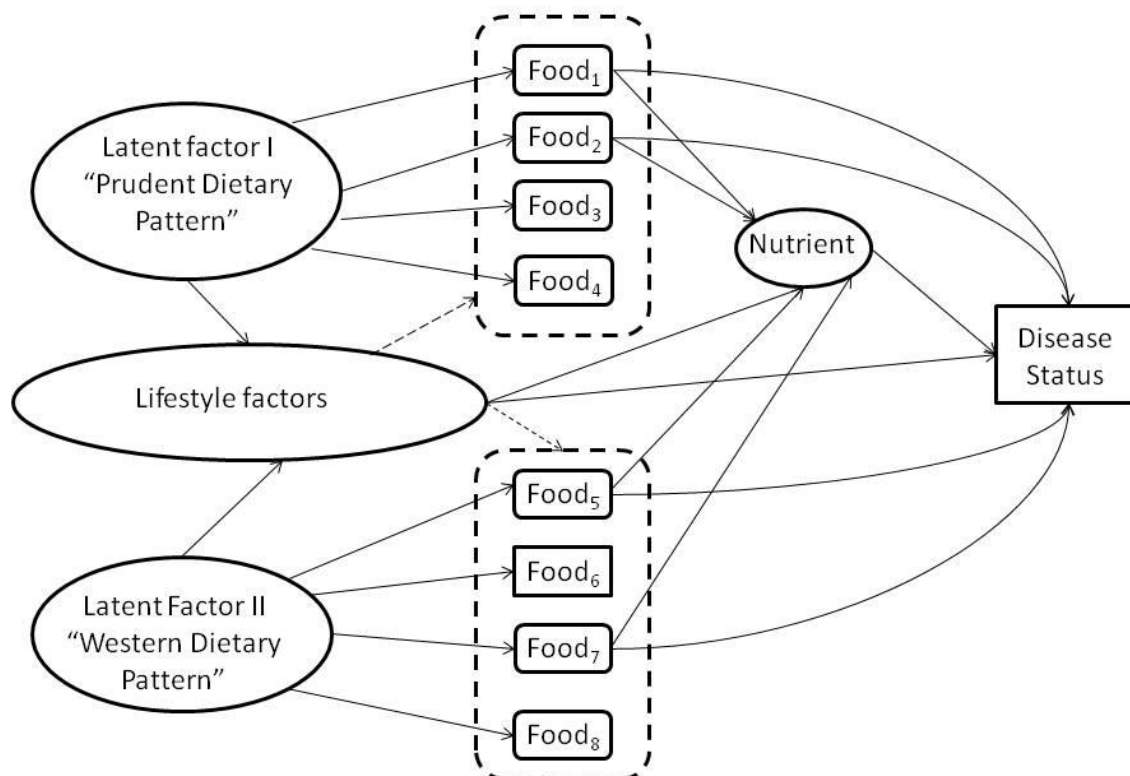 Latent factor I
“Prudent Dietary
Pattern”
Food1
Food2
Food3
Food4
Nutrient
Disease
Status
Lifestyle factors
Latent Factor II
“Western Dietary
Pattern”
Food5
Food6
Food7
Food8